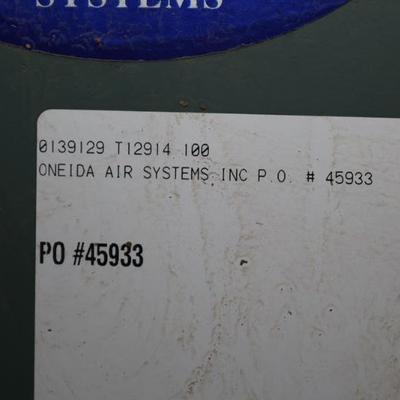 SYSTEMS
0139129 T12914 100
ONEIDA AIR SYSTEMS INC P.O. # 45933
PO #45933